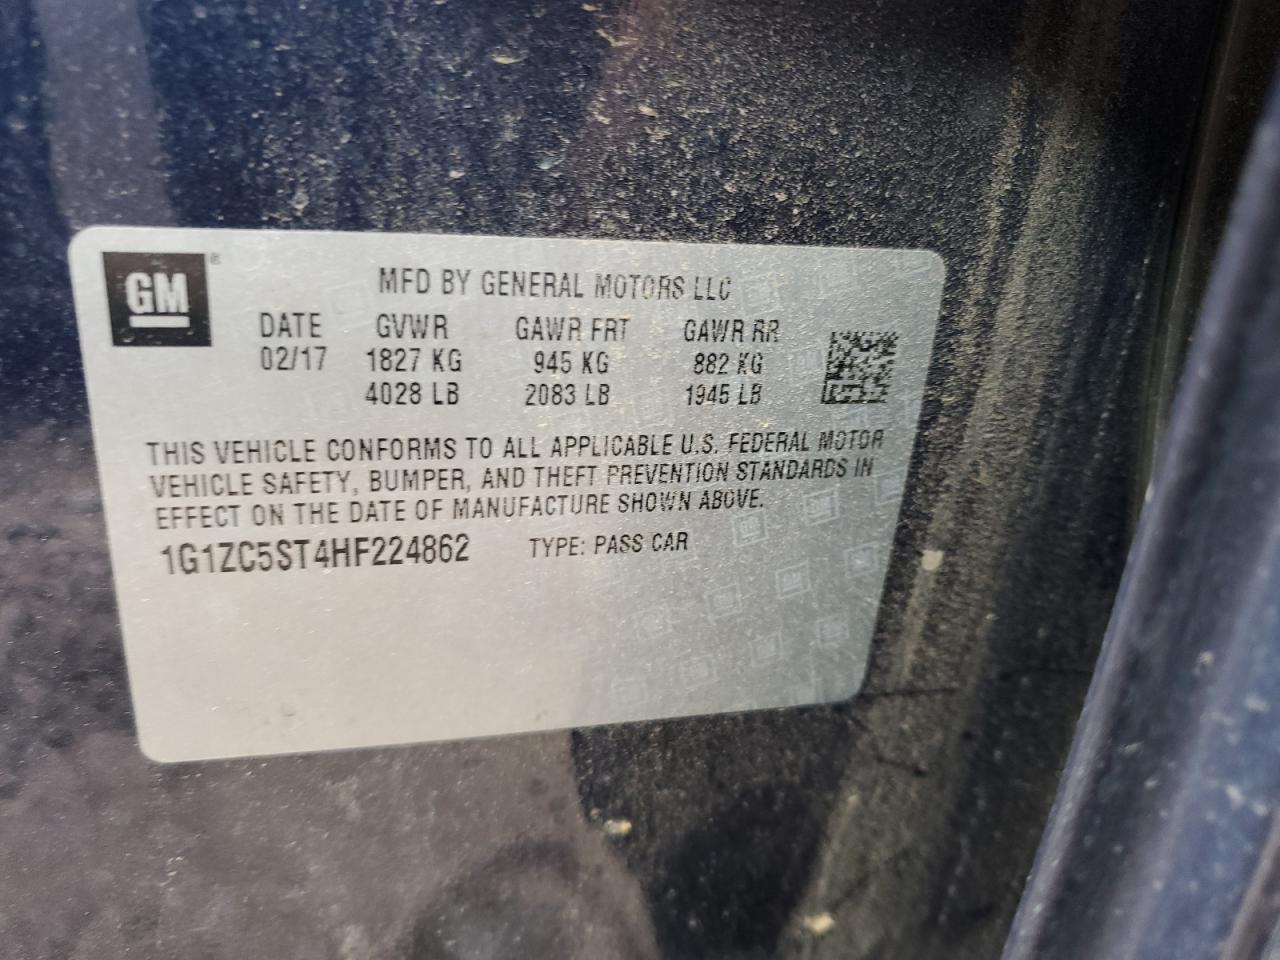 GM ®
MFD BY GENERAL MOTORS LLC
DATE GVWR GAWR FRT GAWR RR
02/17 1827 KG 945 KG 882 KG
4028 LB 2083 LB 1945 LB
THIS VEHICLE CONFORMS TO ALL APPLICABLE U.S. FEDERAL MOTOR
VEHICLE SAFETY, BUMPER, AND THEFT PREVENTION STANDARDS IN
EFFECT ON THE DATE OF MANUFACTURE SHOWN ABOVE.
1G1ZC5ST4HF224862 TYPE: PASS CAR